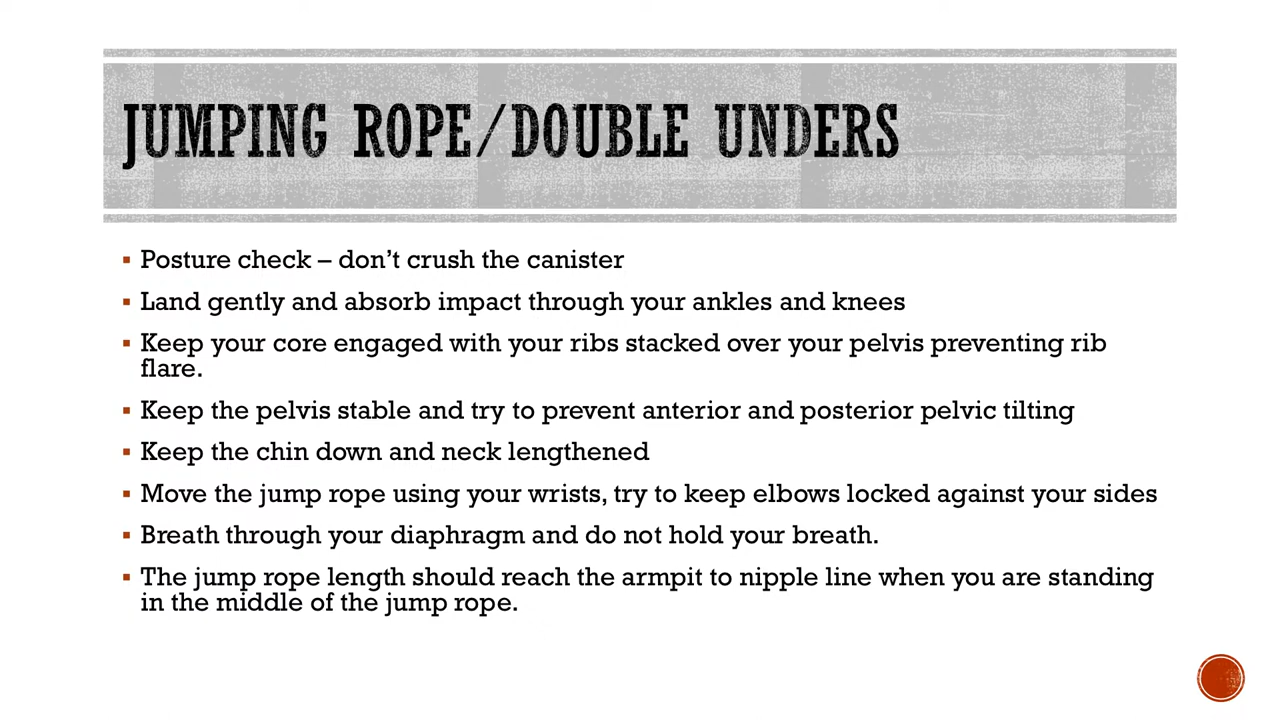 JUMPING ROPE/DOUBLE UNDERS
▪ Posture check – don’t crush the canister
▪ Land gently and absorb impact through your ankles and knees
▪ Keep your core engaged with your ribs stacked over your pelvis preventing rib
flare.
▪ Keep the pelvis stable and try to prevent anterior and posterior pelvic tilting
▪ Keep the chin down and neck lengthened
▪ Move the jump rope using your wrists, try to keep elbows locked against your sides
▪ Breath through your diaphragm and do not hold your breath.
▪ The jump rope length should reach the armpit to nipple line when you are standing
in the middle of the jump rope.